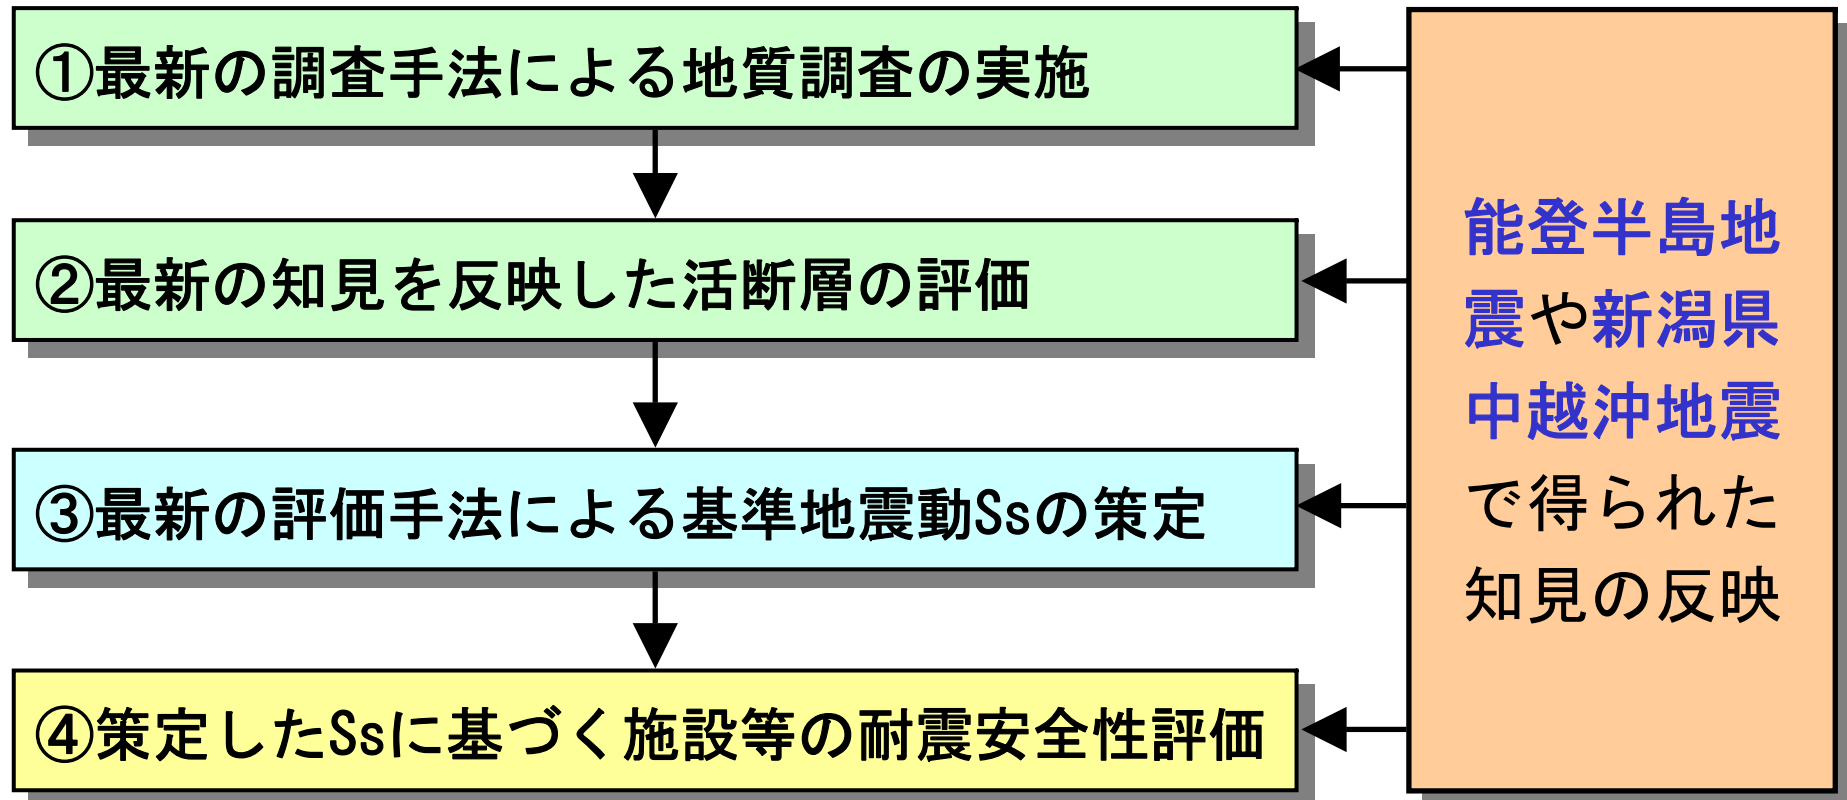 ①最新の調査手法による地質調査の実施
②最新の知見を反映した活断層の評価
③最新の評価手法による基準地震動Ssの策定
④策定したSsに基づく施設等の耐震安全性評価
能登半島地
震や新潟県
中越沖地震
で得られた
知見の反映